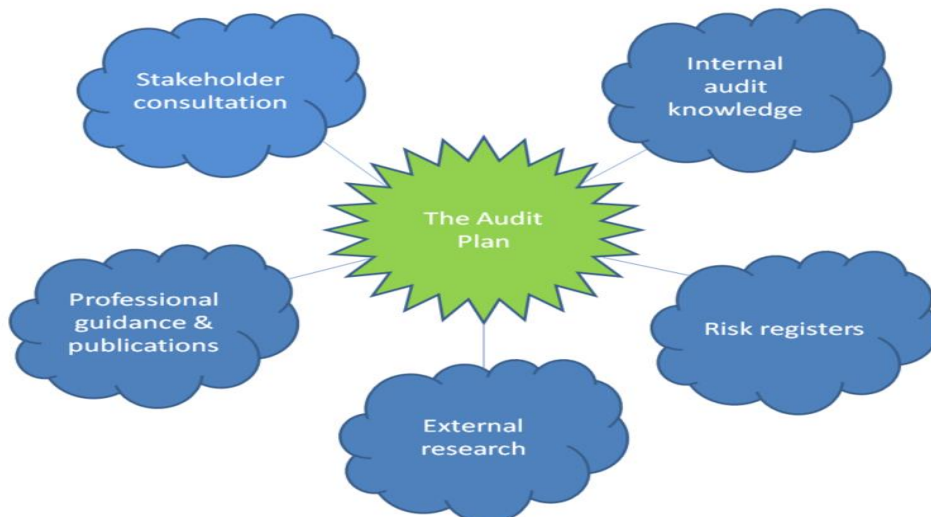 Stakeholder
consultation
Internal
audit
knowledge
The Audit
Plan
Professional
guidance &
publications
Risk registers
External
research